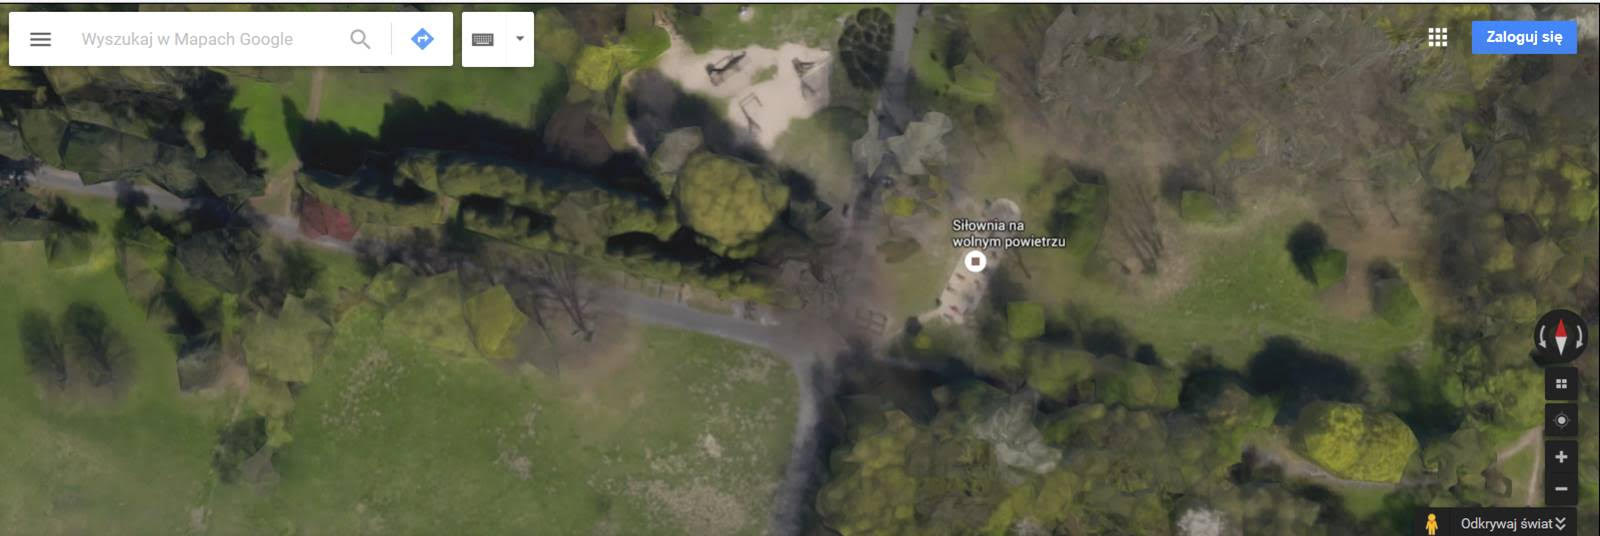 Wyszukaj w Mapach Google
Zaloguj się
Siłownia na
wolnym powietrzu
Odkrywaj świat